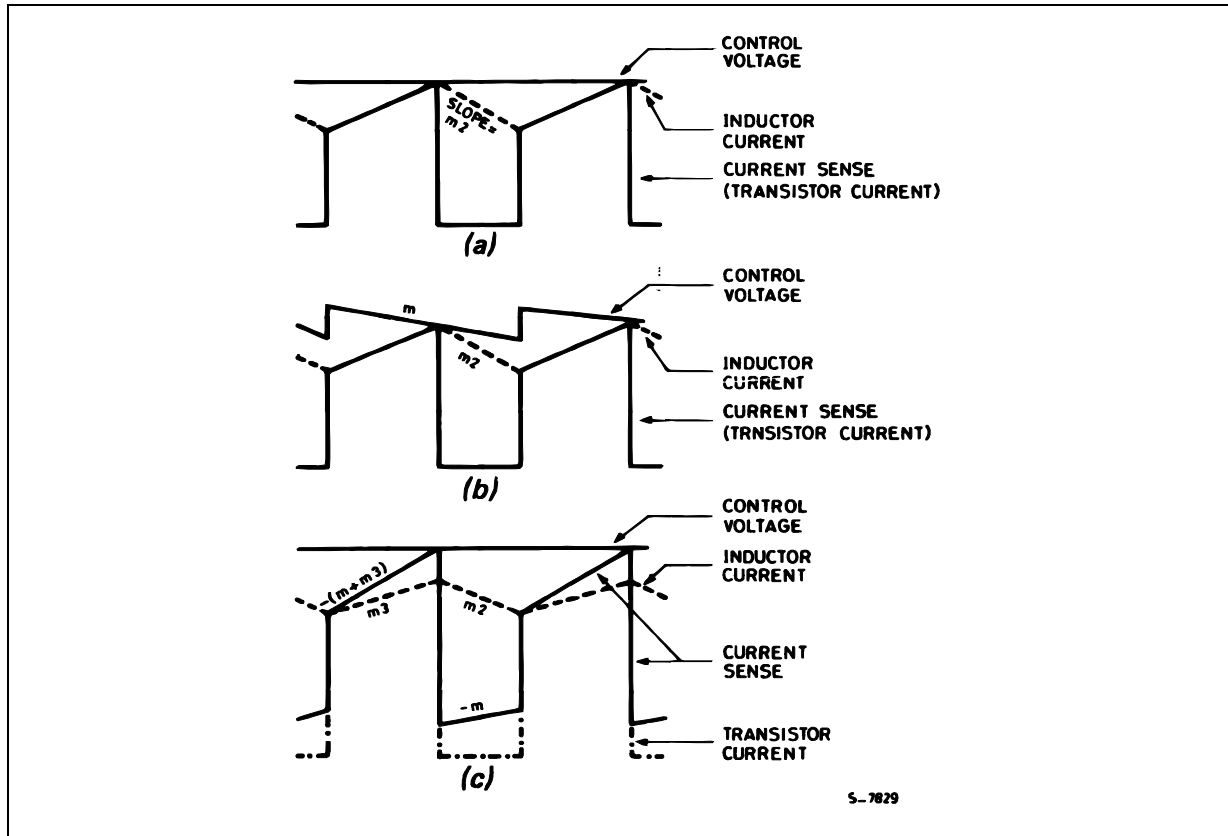 CONTROL
VOLTAGE
SLOPE=
m2
INDUCTOR
CURRENT
CURRENT SENSE
(TRANSISTOR CURRENT)
(a)
CONTROL
VOLTAGE
m
m2
INDUCTOR
CURRENT
CURRENT SENSE
(TRNSISTOR CURRENT)
(b)
CONTROL
VOLTAGE
INDUCTOR
CURRENT
-(m+m3)
m3
m2
CURRENT
SENSE
-m
TRANSISTOR
CURRENT
(c)
S-7829